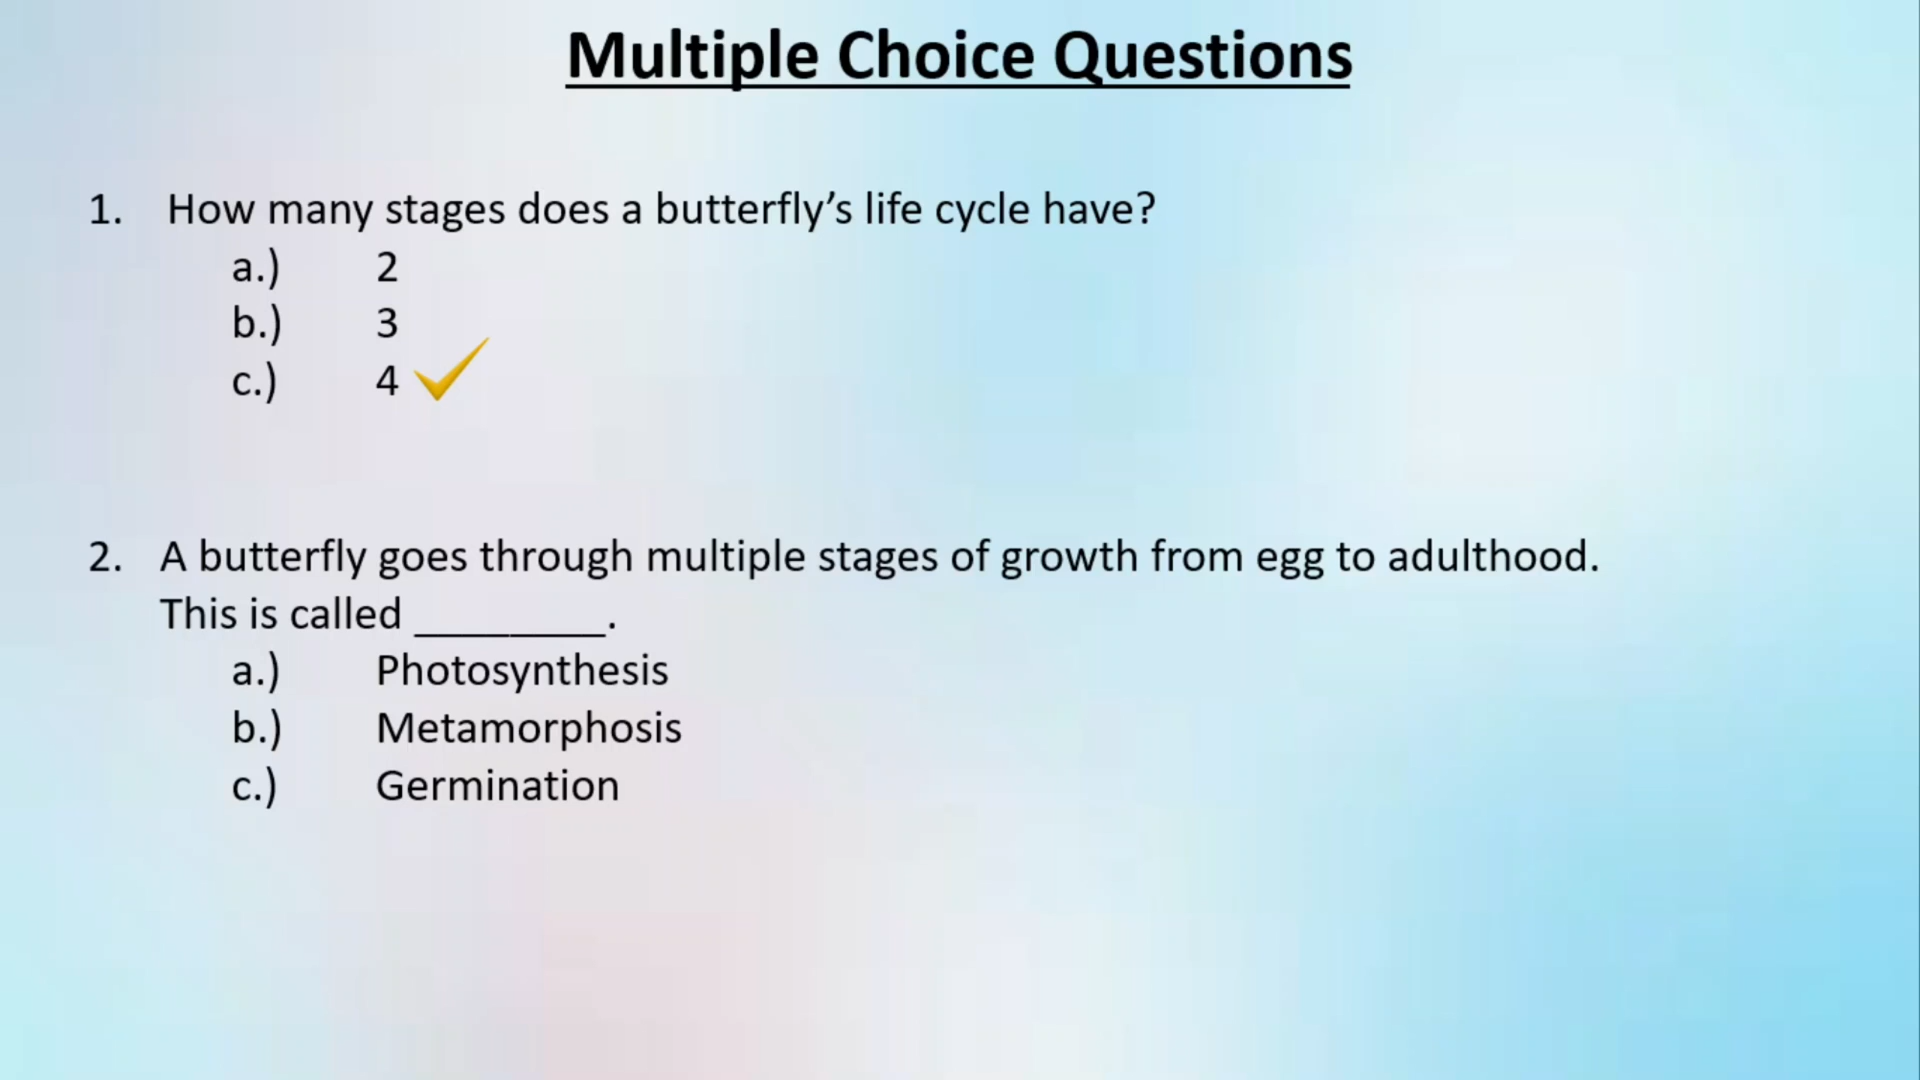 Multiple Choice Questions
1. How many stages does a butterfly’s life cycle have?
a.) 2
b.) 3
c.) 4
2. A butterfly goes through multiple stages of growth from egg to adulthood.
This is called ________.
a.) Photosynthesis
b.) Metamorphosis
c.) Germination